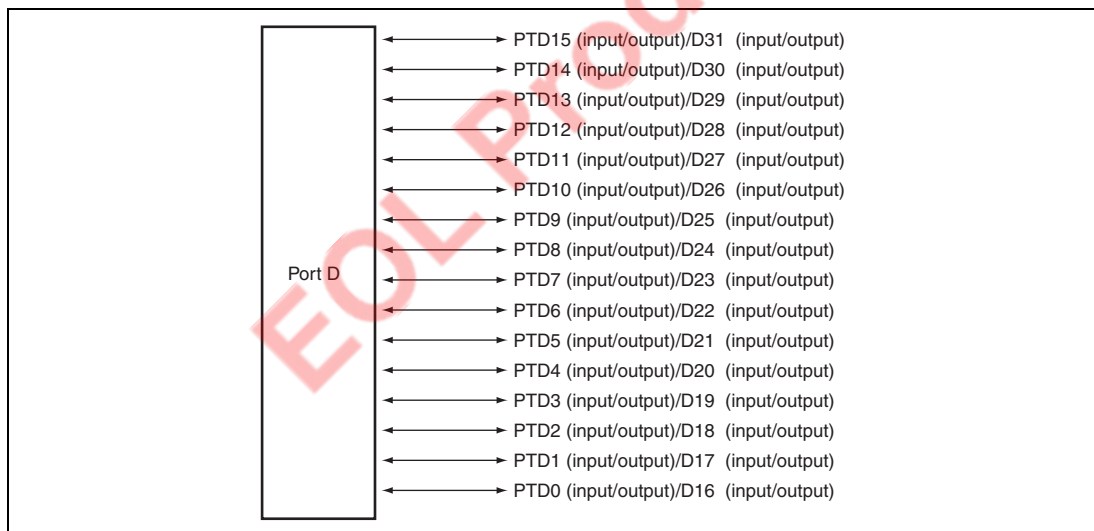 PTD15 (input/output)/D31 (input/output)
PTD14 (input/output)/D30 (input/output)
PTD13 (input/output)/D29 (input/output)
PTD12 (input/output)/D28 (input/output)
PTD11 (input/output)/D27 (input/output)
PTD10 (input/output)/D26 (input/output)
PTD9 (input/output)/D25 (input/output)
PTD8 (input/output)/D24 (input/output)
Port D
PTD7 (input/output)/D23 (input/output)
PTD6 (input/output)/D22 (input/output)
PTD5 (input/output)/D21 (input/output)
PTD4 (input/output)/D20 (input/output)
PTD3 (input/output)/D19 (input/output)
PTD2 (input/output)/D18 (input/output)
PTD1 (input/output)/D17 (input/output)
PTD0 (input/output)/D16 (input/output)
EOL Prod